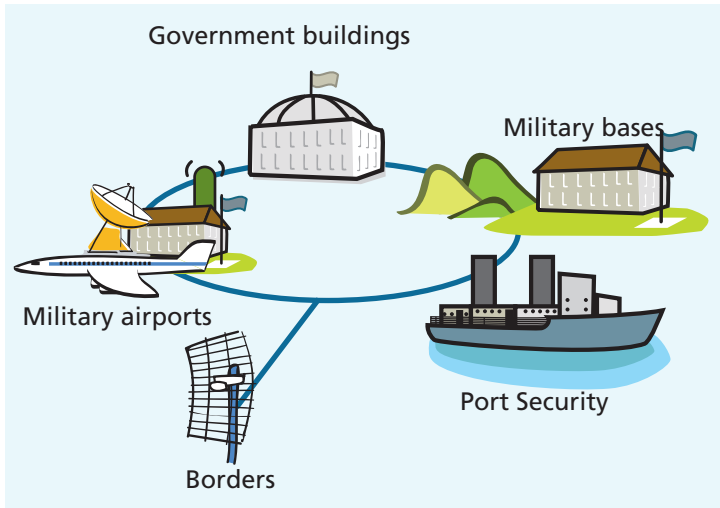 Government buildings
Military bases
Military airports
Port Security
Borders